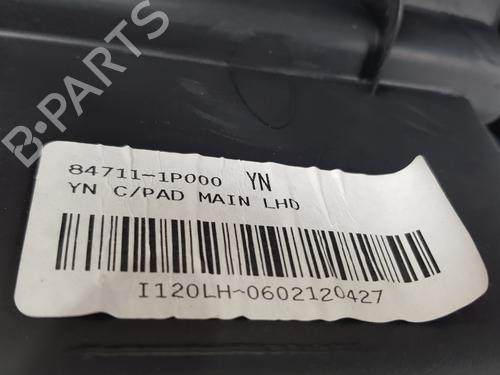 B-PARTS
84711-1P000 YN
YN C/PAD MAIN LHD
I120LH~0602120427